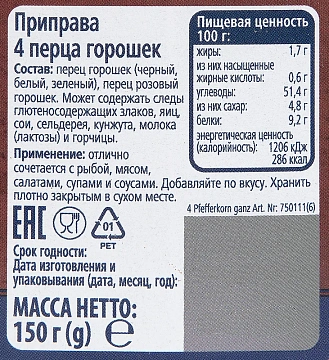 Приправа
4 перца горошек
Состав: перец горошек (черный,
белый, зеленый), перец розовый
горошек. Может содержать следы
глютеносодержащих злаков, яиц,
сои, сельдерея, кунжута, молока
(лактозы) и горчицы.
Применение: отлично
сочетается с рыбой, мясом,
салатами, супами и соусами. Добавляйте по вкусу. Хранить
плотно закрытым в сухом месте.
Пищевая ценность
100 г:
жиры: 1,7 г
из них насыщенные
жирные кислоты: 0,6 г
углеводы: 51,4 г
из них сахар: 4,8 г
белки: 9,2 г
энергетическая ценность
(калорийность): 1206 кДж
286 ккал
4 Pfefferkorn ganz Art. Nr: 750111(6)
EAC
01
PET
Срок годности:
Дата изготовления и
упаковывания (дата, месяц, год):
МАССА НЕТТО:
150 г (g) e